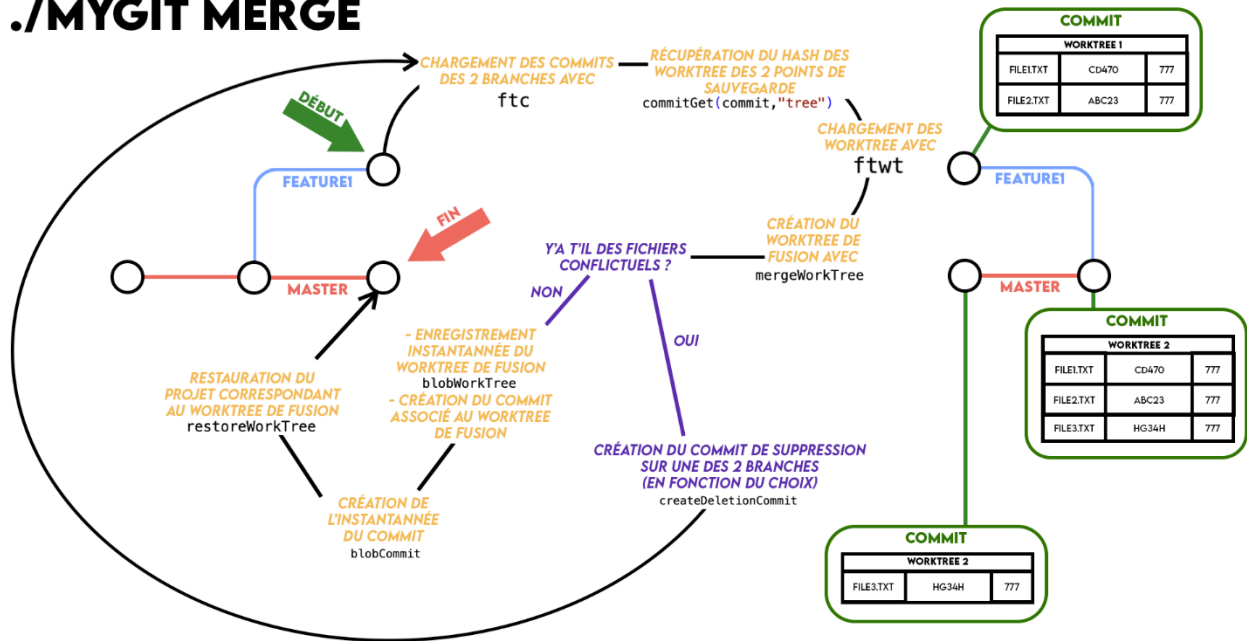 ./MYGIT MERGE
CHARGEMENT DES COMMITS
DES 2 BRANCHES AVEC
ftc
RÉCUPÉRATION DU HASH DES
WORKTREE DES 2 POINTS DE
SAUVEGARDE
commitGet(commit,"tree")
CHARGEMENT DES
WORKTREE AVEC
ftwt
CRÉATION DU
WORKTREE DE
FUSION AVEC
mergeWorkTree
Y'A T'IL DES FICHIERS
CONFLICTUELS ?
NON
OUI
- ENREGISTREMENT
INSTANTANNÉE DU
WORKTREE DE FUSION
blobWorkTree
- CRÉATION DU COMMIT
ASSOCIÉ AU WORKTREE
DE FUSION
CRÉATION DU COMMIT DE SUPPRESSION
SUR UNE DES 2 BRANCHES
(EN FONCTION DU CHOIX)
createDeletionCommit
CRÉATION DE
L'INSTANTANNÉE
DU COMMIT
blobCommit
RESTAURATION DU
PROJET CORRESPONDANT
AU WORKTREE DE FUSION
restoreWorkTree
DÉBUT
FEATURE1
FIN
MASTER
COMMIT
WORKTREE 1
FILE1.TXT CD470 777
FILE2.TXT ABC23 777
FEATURE1
MASTER
COMMIT
WORKTREE 2
FILE1.TXT CD470 777
FILE2.TXT ABC23 777
FILE3.TXT HG34H 777
COMMIT
WORKTREE 2
FILE3.TXT HG34H 777